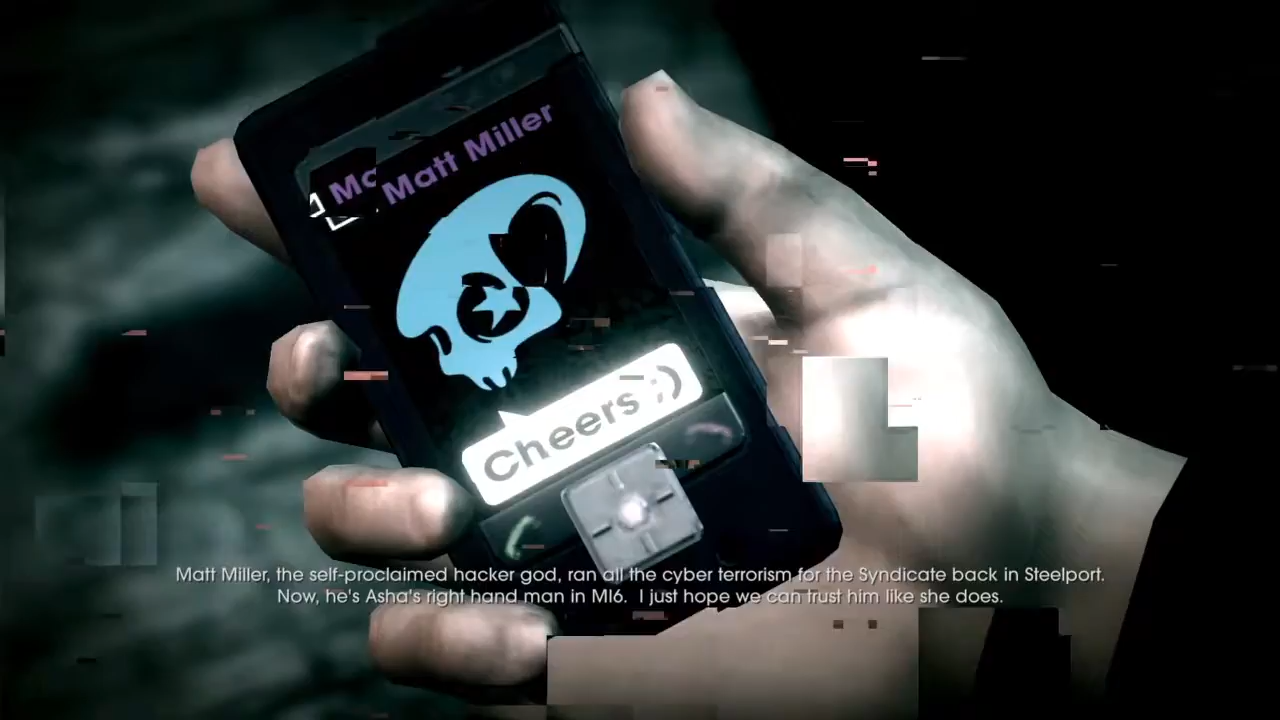 Ma
Matt Miller
Cheers ;)
Matt Miller, the self-proclaimed hacker god, ran all the cyber terrorism for the Syndicate back in Steelport.
Now, he's Asha's right hand man in MI6.  I just hope we can trust him like she does.